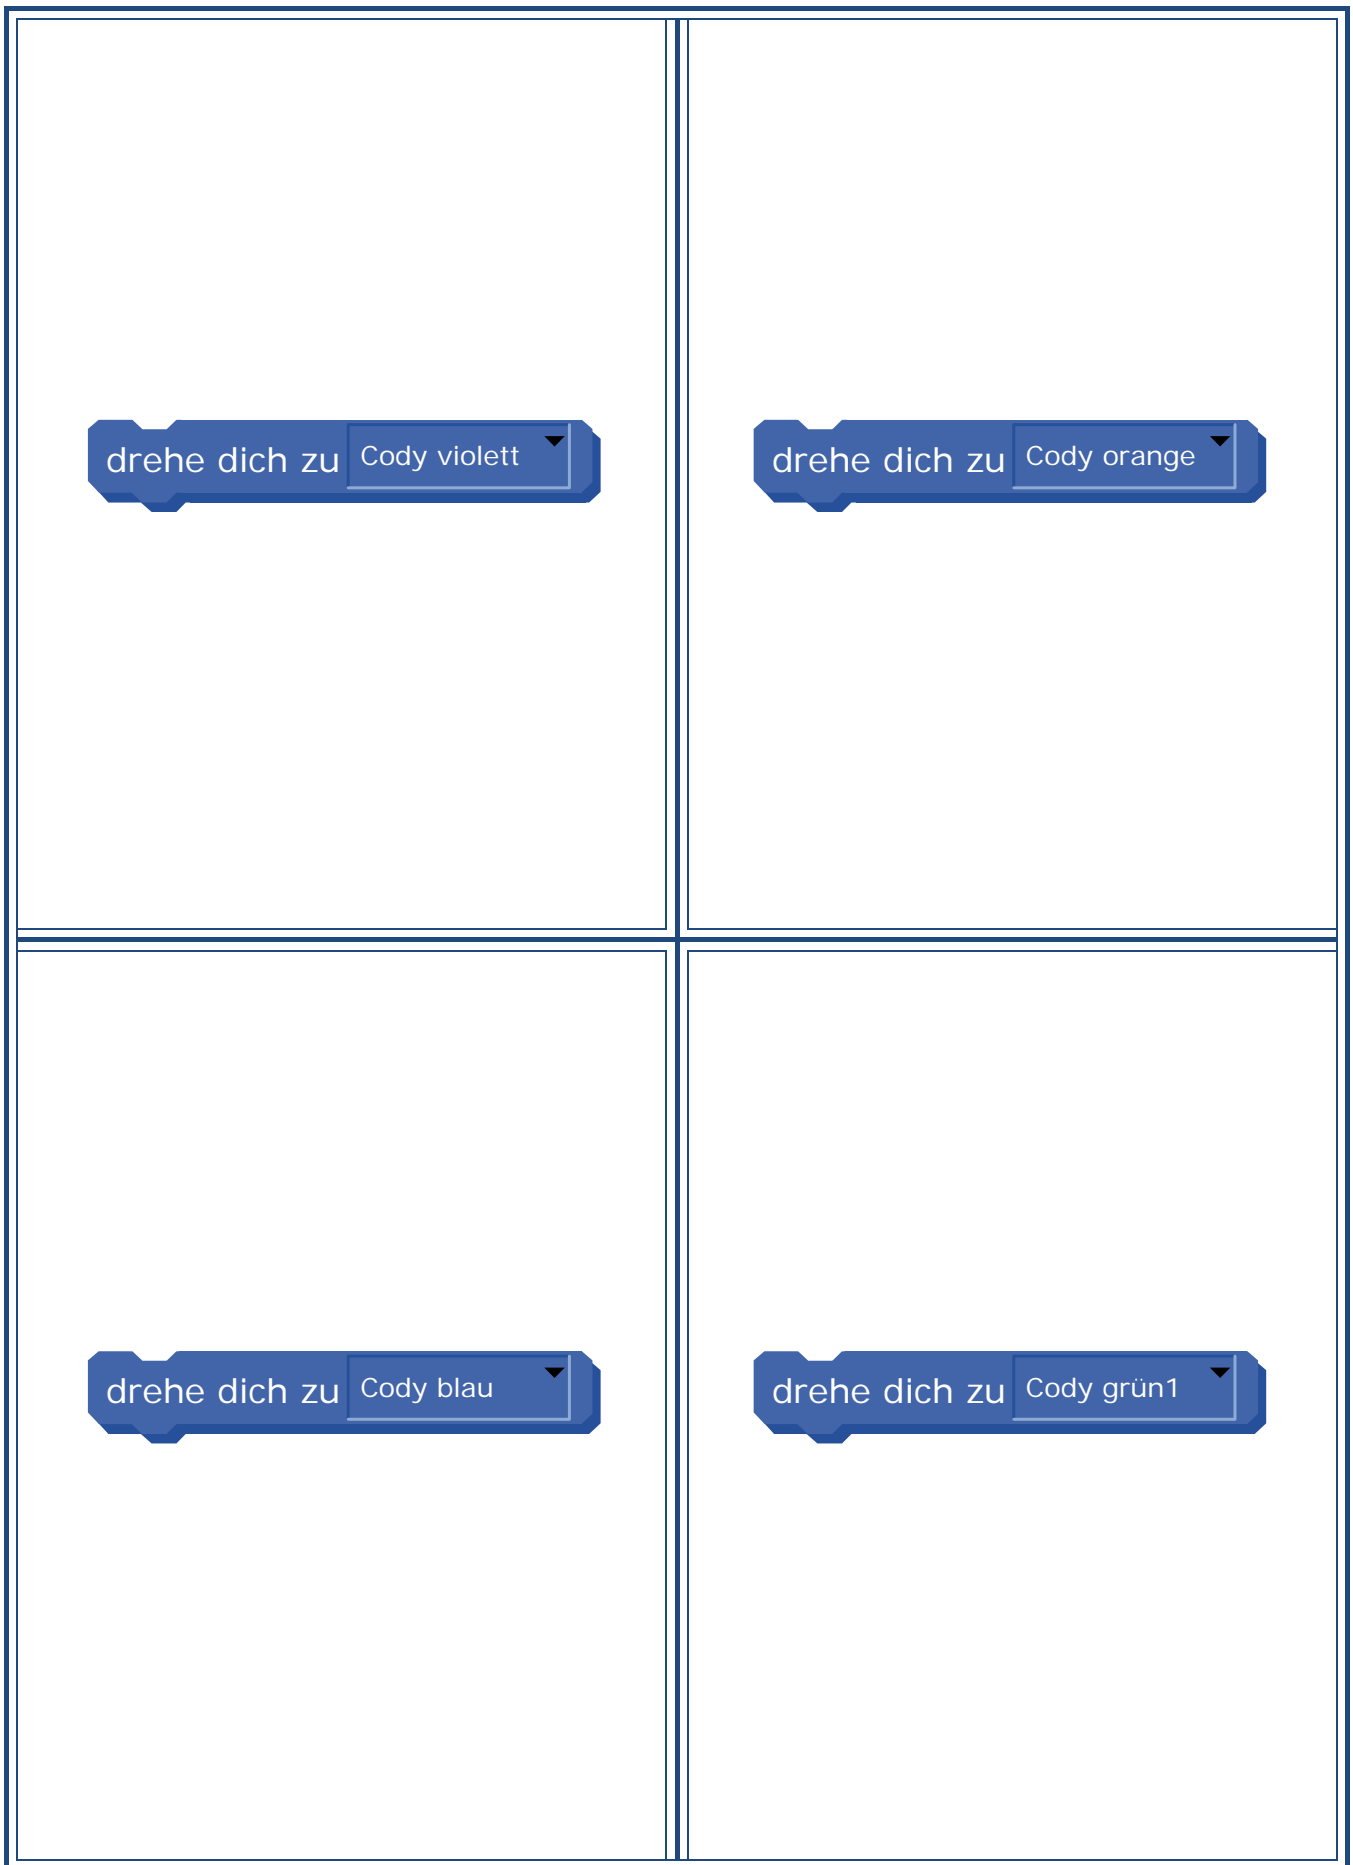 drehe dich zu Cody violett
drehe dich zu Cody orange
drehe dich zu Cody blau
drehe dich zu Cody grün1